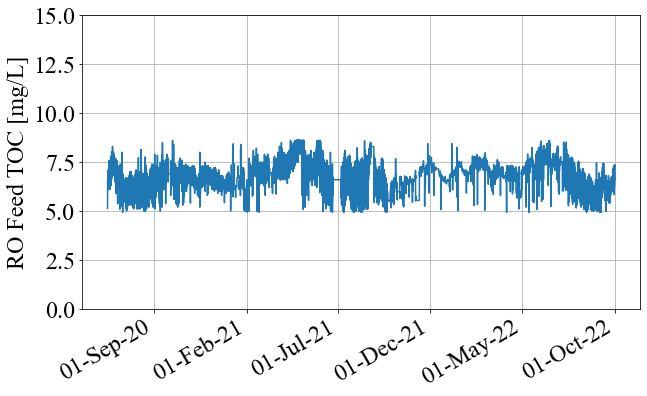 RO Feed TOC [mg/L]
15.0
12.5
10.0
7.5
5.0
2.5
0.0
01-Sep-20
01-Feb-21
01-Jul-21
01-Dec-21
01-May-22
01-Oct-22